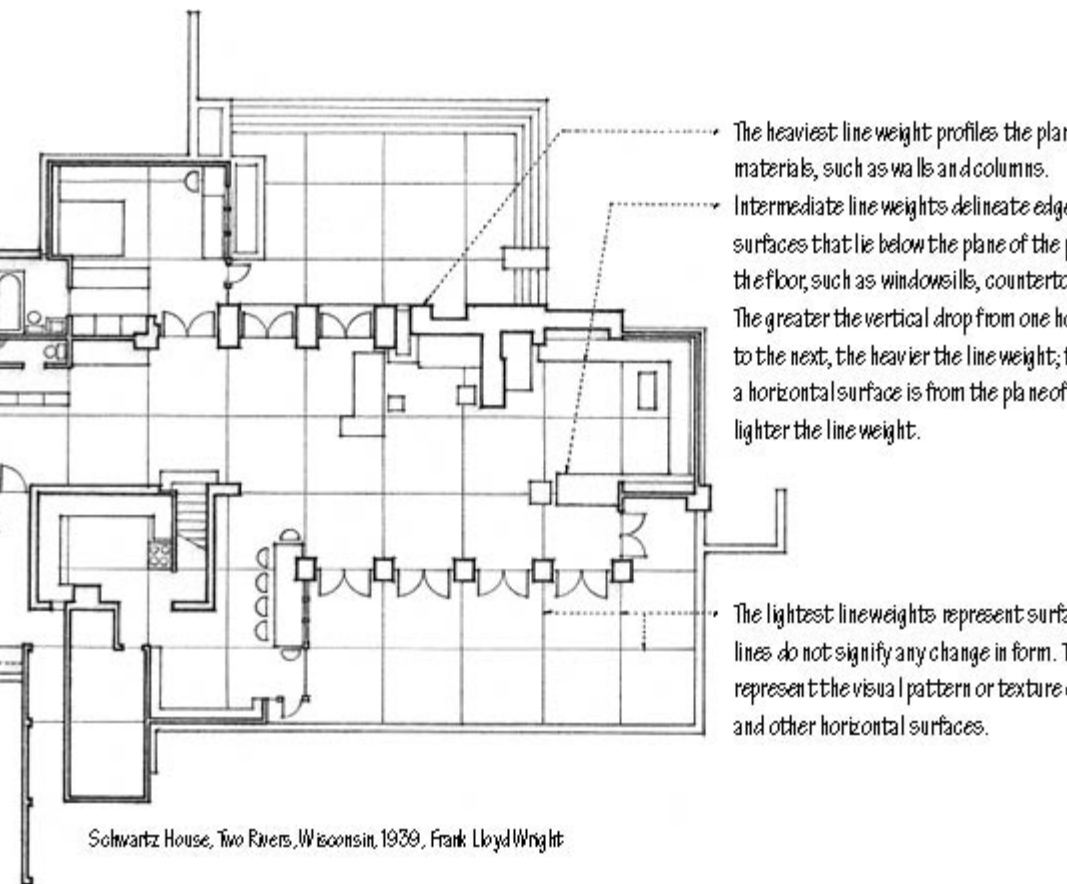 The heaviest line weight profiles the plan
materials, such as walls and columns.
Intermediate line weights delineate edge
surfaces that lie below the plane of the
the floor, such as windowsills, counterto
The greater the vertical drop from one ho
to the next, the heavier the line weight;
a horizontal surface is from the plane of
lighter the line weight.
The lightest line weights represent surfa
lines do not signify any change in form.
represent the visual pattern or texture
and other horizontal surfaces.
Schwartz House, Two Rivers, Wisconsin, 1939, Frank Lloyd Wright